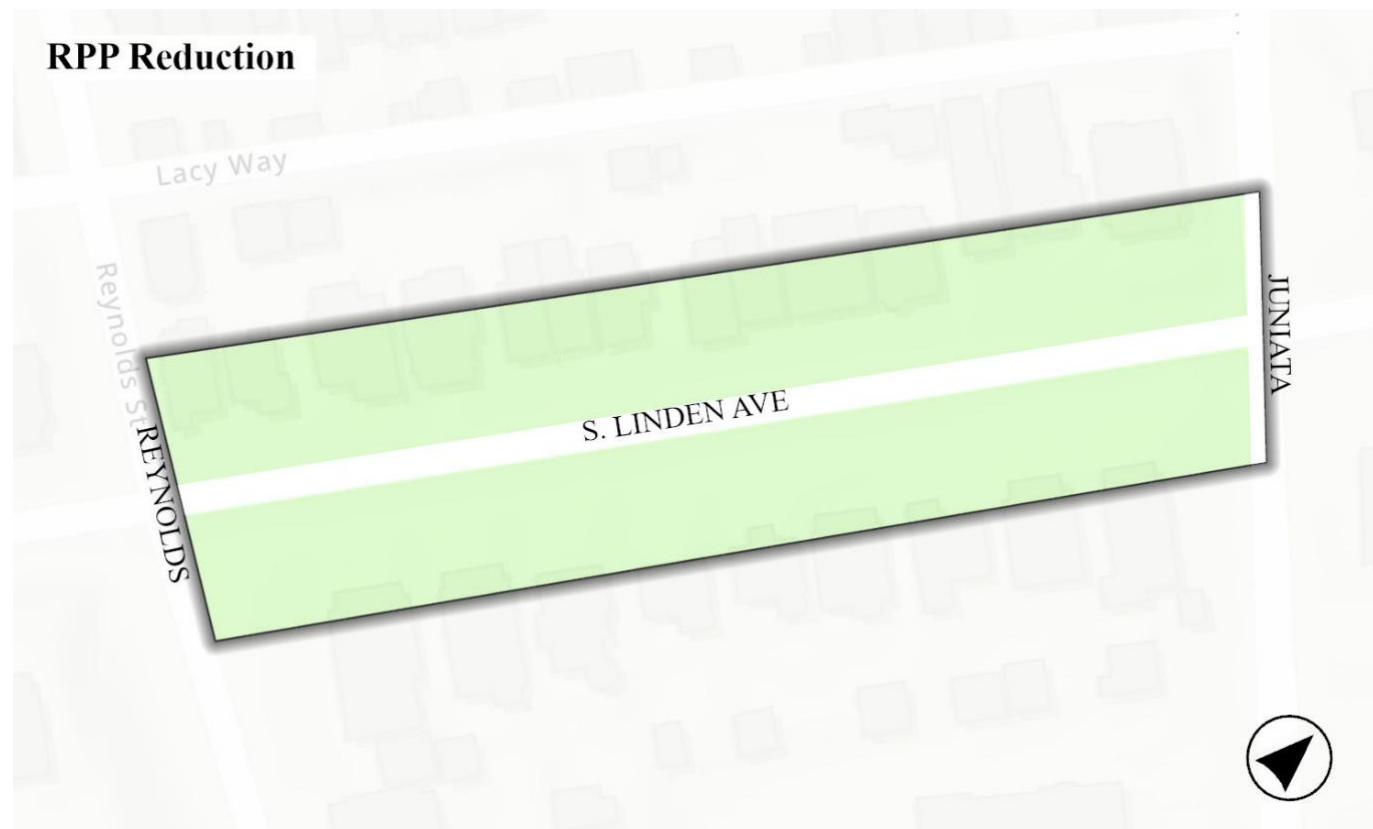 RPP Reduction
Lacy Way
Reynolds St
REYNOLDS
S. LINDEN AVE
JUNIATA